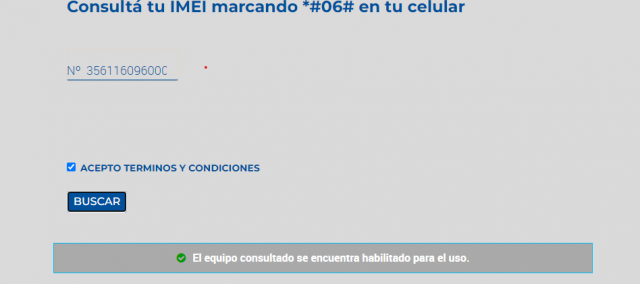 Consultá tu IMEI marcando *#06# en tu celular
Nº 35611609600C
*
ACEPTO TERMINOS Y CONDICIONES
BUSCAR
El equipo consultado se encuentra habilitado para el uso.